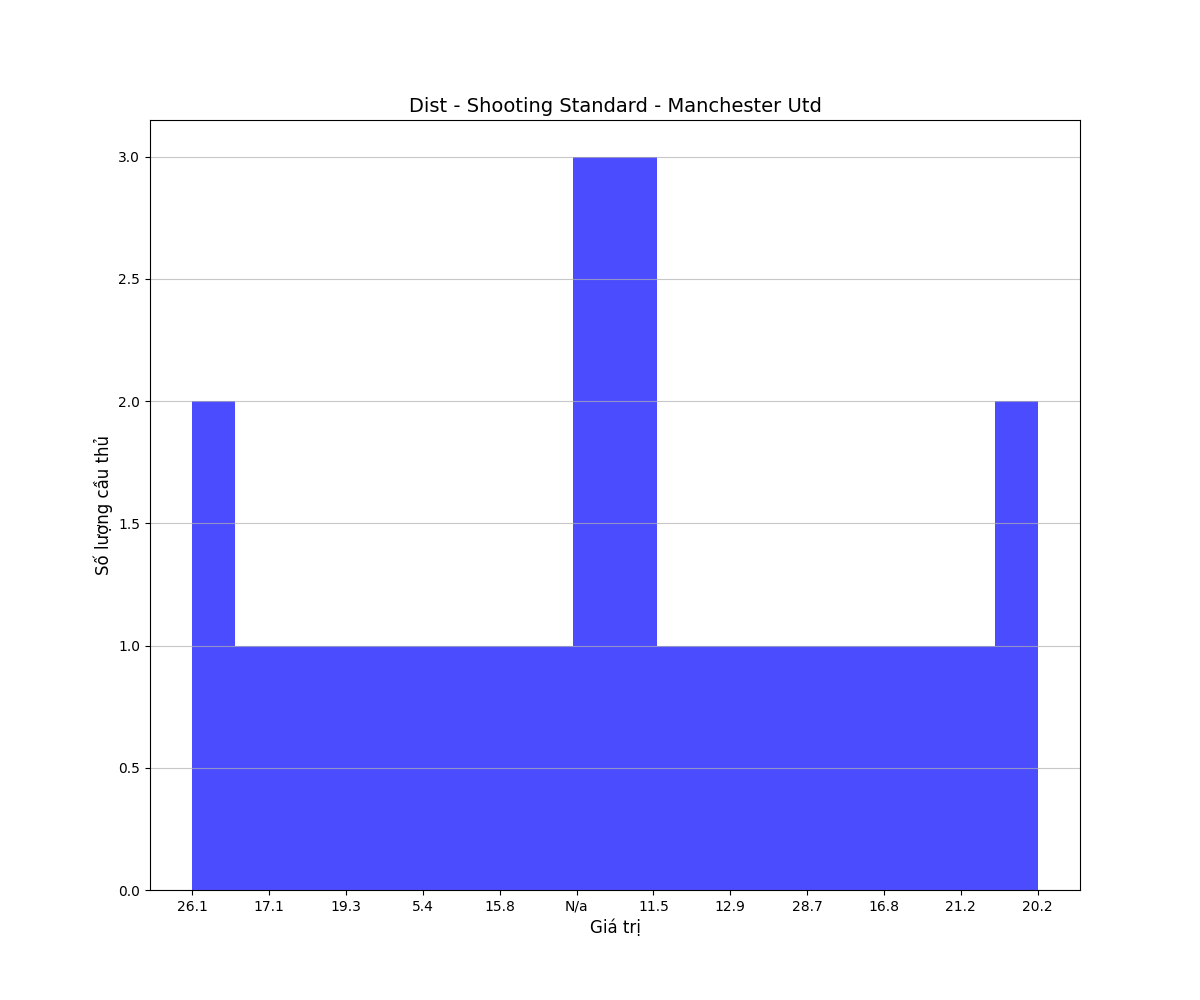 Dist - Shooting Standard - Manchester Utd
3.0
2.5
2.0
1.5
1.0
0.5
0.0
Số lượng cầu thủ
26.1 17.1 19.3 5.4 15.8 N/a 11.5 12.9 28.7 16.8 21.2 20.2
Giá trị